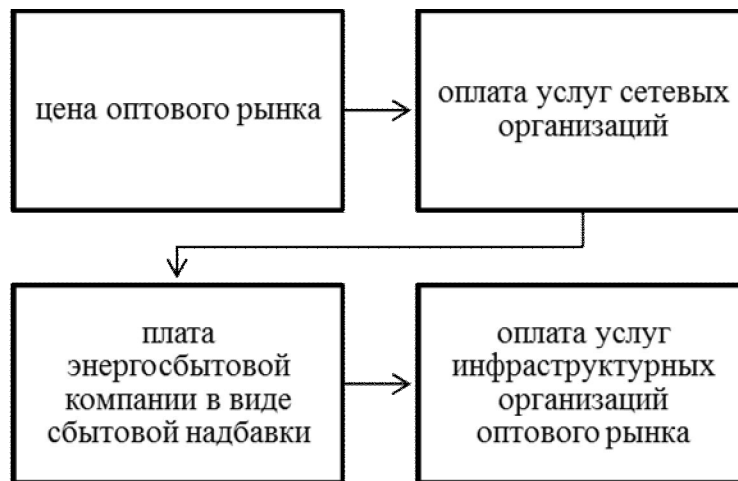 цена оптового рынка
оплата услуг сетевых
организаций
плата
энергосбытовой
компании в виде
сбытовой надбавки
оплата услуг
инфраструктурных
организаций
оптового рынка